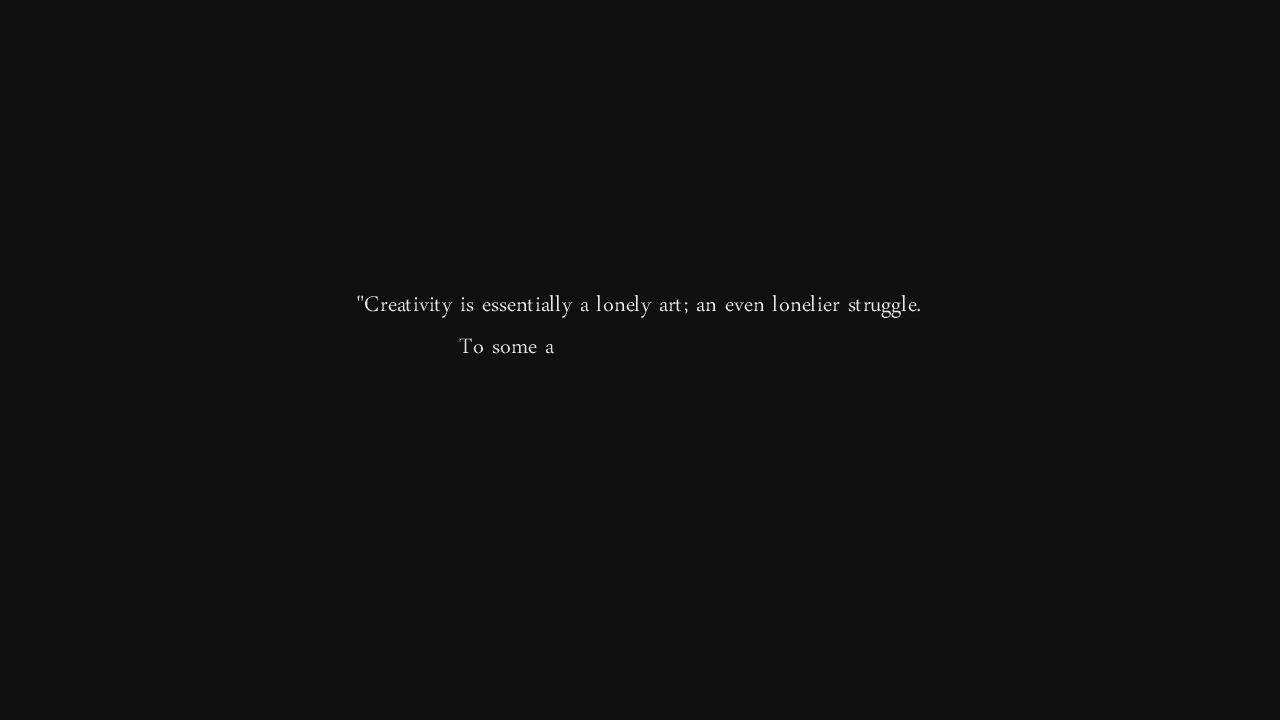 "Creativity is essentially a lonely art; an even lonelier struggle.
To some a